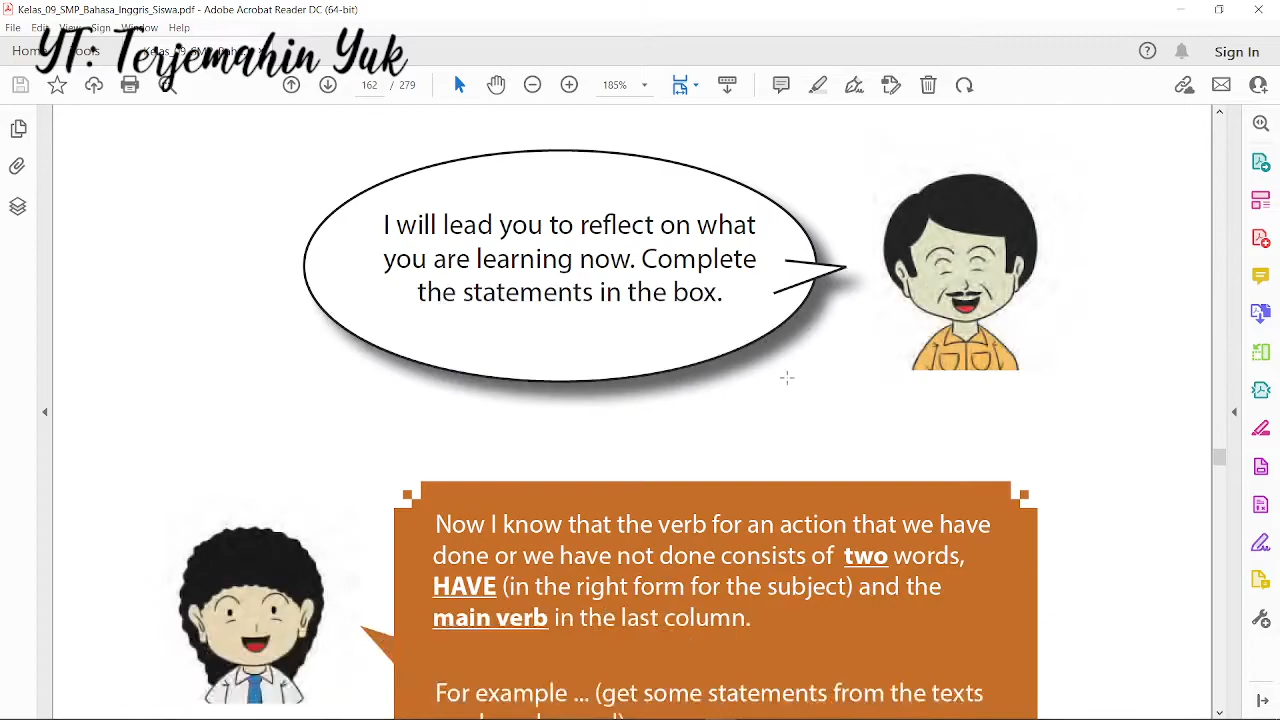 Kelas_09_SMP_Bahasa_Inggris_Siswa.pdf - Adobe Acrobat Reader DC (64-bit)
File Edit View Sign Window Help
YT: Terjemahin Yuk
Home Tools
Sign In
162 / 279
185%
I will lead you to reflect on what
you are learning now. Complete
the statements in the box.
Now I know that the verb for an action that we have
done or we have not done consists of two words,
HAVE (in the right form for the subject) and the
main verb in the last column.
For example ... (get some statements from the texts